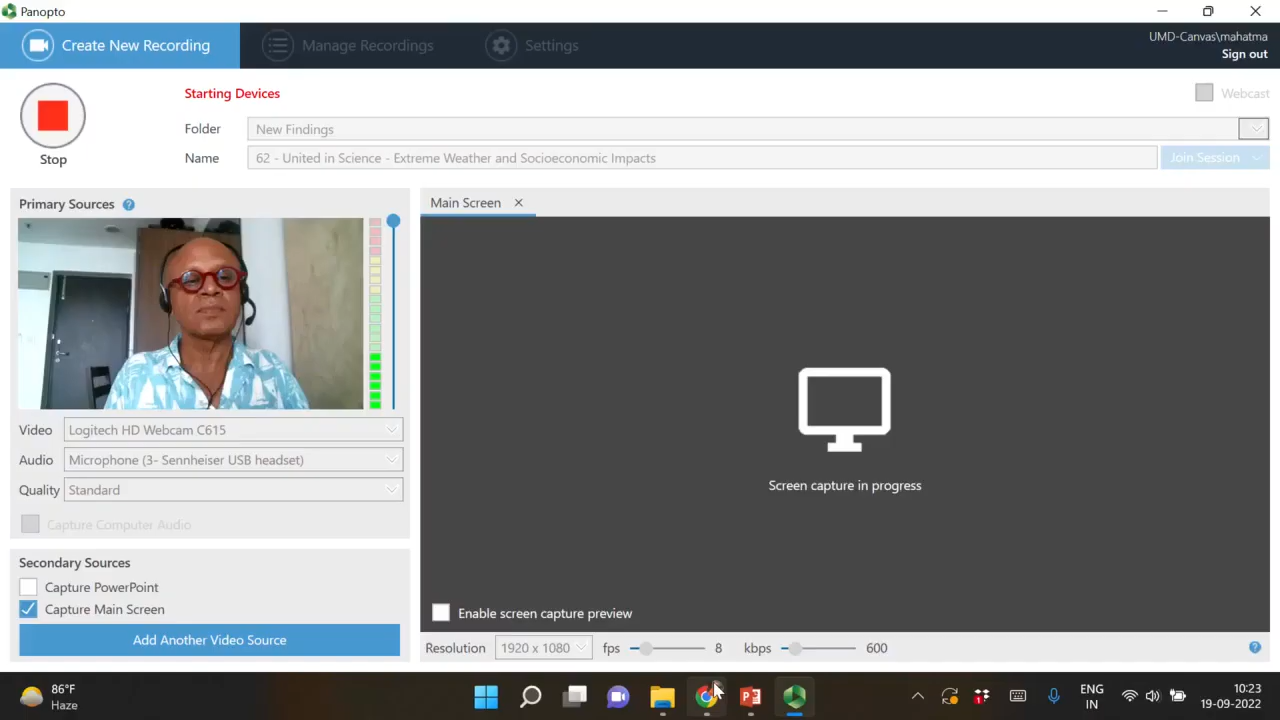 Panopto
Create New Recording
Manage Recordings
Settings
UMD-Canvas\mahatma
Sign out
Starting Devices
Webcast
Folder
New Findings
Stop
Name
62 - United in Science - Extreme Weather and Socioeconomic Impacts
Join Session
Primary Sources
?
Main Screen
Video
Logitech HD Webcam C615
Audio
Microphone (3- Sennheiser USB headset)
Quality
Standard
Capture Computer Audio
Screen capture in progress
Secondary Sources
Capture PowerPoint
Capture Main Screen
Add Another Video Source
Enable screen capture preview
Resolution
1920 x 1080
fps
8
kbps
600
?
86°F
Haze
ENG
IN
10:23
19-09-2022